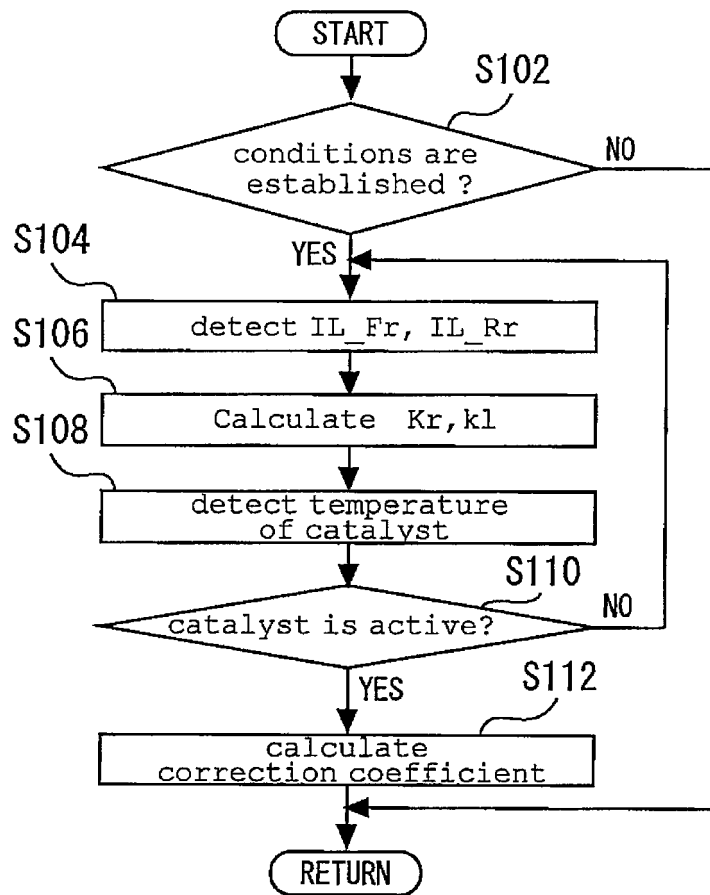 START
S102
conditions are
established ?
NO
YES
S104
detect IL_Fr, IL_Rr
S106
Calculate Kr,kl
S108
detect temperature
of catalyst
S110
catalyst is active?
NO
YES
S112
calculate
correction coefficient
RETURN